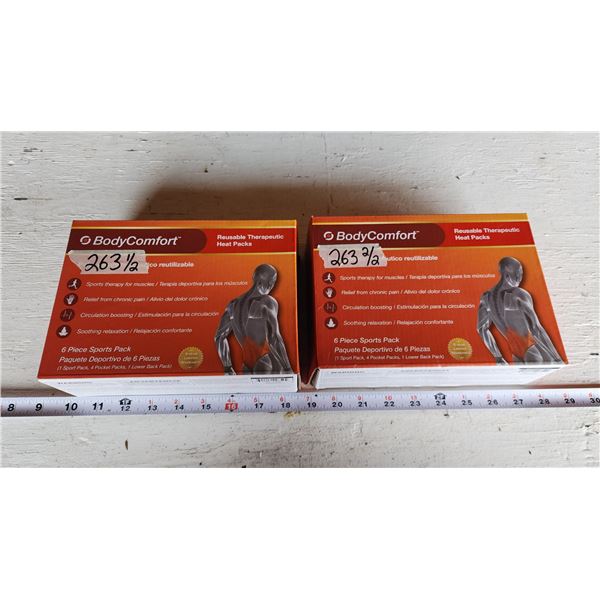 BodyComfort™
Reusable Therapeutic
Heat Packs
263 1/2
utico reutilizable
Sports therapy for muscles / Terapia deportiva para los músculos
Relief from chronic pain / Alivio del dolor crónico
Circulation boosting / Estimulación para la circulación
Soothing relaxation / Relajación confortante
6 Piece Sports Pack
Paquete Deportivo de 6 Piezas
(1 Sport Pack, 4 Pocket Packs, 1 Lower Back Pack)
BodyComfort™
Reusable Therapeutic
Heat Packs
263 2/2
utico reutilizable
Sports therapy for muscles / Terapia deportiva para los músculos
Relief from chronic pain / Alivio del dolor crónico
Circulation boosting / Estimulación para la circulación
Soothing relaxation / Relajación confortante
6 Piece Sports Pack
Paquete Deportivo de 6 Piezas
(1 Sport Pack, 4 Pocket Packs, 1 Lower Back Pack)
8 9 10 11 12 13 14 15 16 17 18 19 20 21 22 23 24 25 26 27 28 29 30